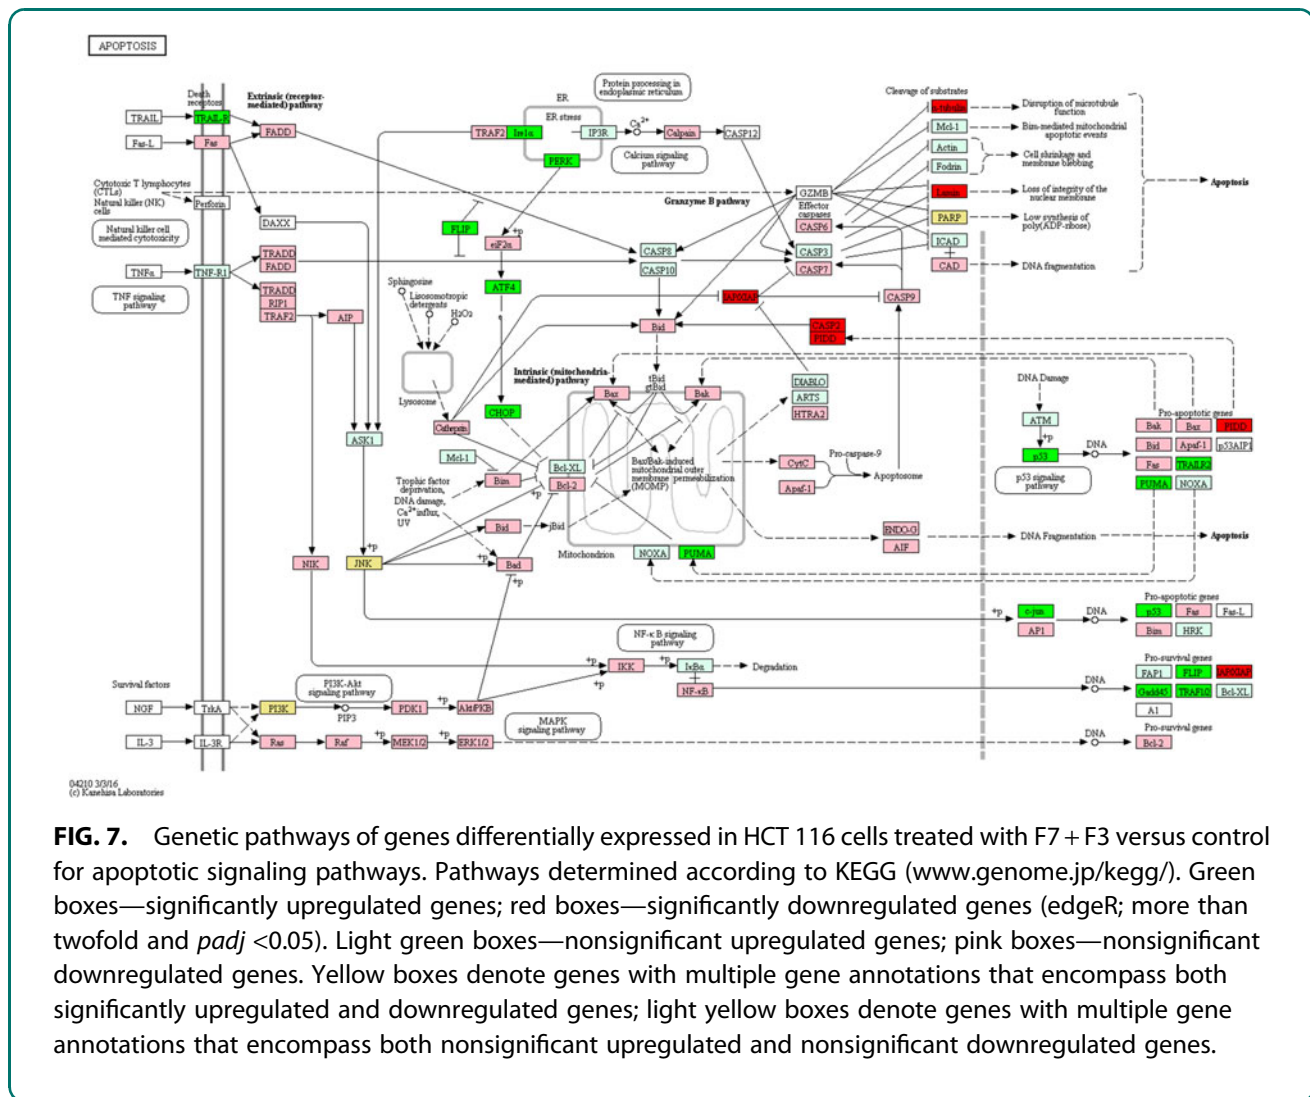 APOPTOSIS
Death
receptors
Extrinsic (receptor-
mediated) pathway
TRAIL
TRAIL-R
Fas-L
Fas
FADD
ER
ER stress
TRAF2
Ire1α
PERK
IP3R
Ca²⁺
Calpain
CASP12
Protein processing in
endoplasmic reticulum
Calcium signaling
pathway
Cleavage of substrates
α-tubulin
Disruption of microtubule
function
Mcl-1
Bim-mediated mitochondrial
apoptotic events
Actin
Fodrin
Cell shrinkage and
membrane blebbing
Lamin
Loss of integrity of the
nuclear membrane
PARP
Low synthesis of
poly(ADP-ribose)
ICAD
+
CAD
DNA fragmentation
Apoptosis
Cytotoxic T lymphocytes
(CTLs)
Natural killer (NK)
cells
Perforin
Natural killer cell
mediated cytotoxicity
Granzyme B pathway
GZMB
Effector
caspases
CASP6
CASP3
CASP7
DAXX
FLIP
+p
eiF2α
ATF4
CASP8
CASP10
TNFα
TNF-R1
TNF signaling
pathway
TRADD
FADD
TRADD
RIP1
TRAF2
AIP
Sphingosine
Lisosomotropic
detergents
H₂O₂
Lysosome
Cathepsin
IAP/XIAP
CASP9
Bid
CASP2
PIDD
Intrinsic (mitochondria-
mediated) pathway
tBid
gtBid
Bax
Bak
DIABLO
ARTS
HTRA2
CHOP
ASK1
Mcl-1
Bim
Bcl-XL
Bcl-2
+p
Bax/Bak-induced
mitochondrial outer
membrane permeabilization
(MOMP)
CytC
Apaf-1
Pro-caspase-9
Apoptosome
Trophic factor
deprivation,
DNA damage,
Ca²⁺ influx,
UV
Bid
jBid
Bad
+p
+p
Mitochondrion
NOXA
PUMA
ENDO-G
AIF
DNA Fragmentation
Apoptosis
DNA Damage
ATM
+p
p53
p53 signaling
pathway
DNA
Pro-apoptotic genes
Bak
Bax
PIDD
Bid
Apaf-1
p53AIP1
Fas
TRAILR2
PUMA
NOXA
NIK
+p
JNK
+p
c-jun
AP1
DNA
Pro-apoptotic genes
p53
Fas
Fas-L
Bim
HRK
NF-κB signaling
pathway
+p
+p
IKK
+p
IκBα
Degradation
+
NF-κB
DNA
Pro-survival genes
FAP1
FLIP
IAP/XIAP
Gadd45
TRAF1/2
Bcl-XL
A1
Survival factors
NGF
TrkA
PI3K
PI3K-Akt
signaling pathway
PIP3
PDK1
+p
Akt/PKB
MAPK
signaling pathway
IL-3
IL-3R
Ras
Raf
+p
MEK1/2
+p
ERK1/2
DNA
Pro-survival genes
Bcl-2
04210 3/3/16
(c) Kanehisa Laboratories
FIG. 7. Genetic pathways of genes differentially expressed in HCT 116 cells treated with F7 + F3 versus control
for apoptotic signaling pathways. Pathways determined according to KEGG (www.genome.jp/kegg/). Green
boxes—significantly upregulated genes; red boxes—significantly downregulated genes (edgeR; more than
twofold and padj <0.05). Light green boxes—nonsignificant upregulated genes; pink boxes—nonsignificant
downregulated genes. Yellow boxes denote genes with multiple gene annotations that encompass both
significantly upregulated and downregulated genes; light yellow boxes denote genes with multiple gene
annotations that encompass both nonsignificant upregulated and nonsignificant downregulated genes.